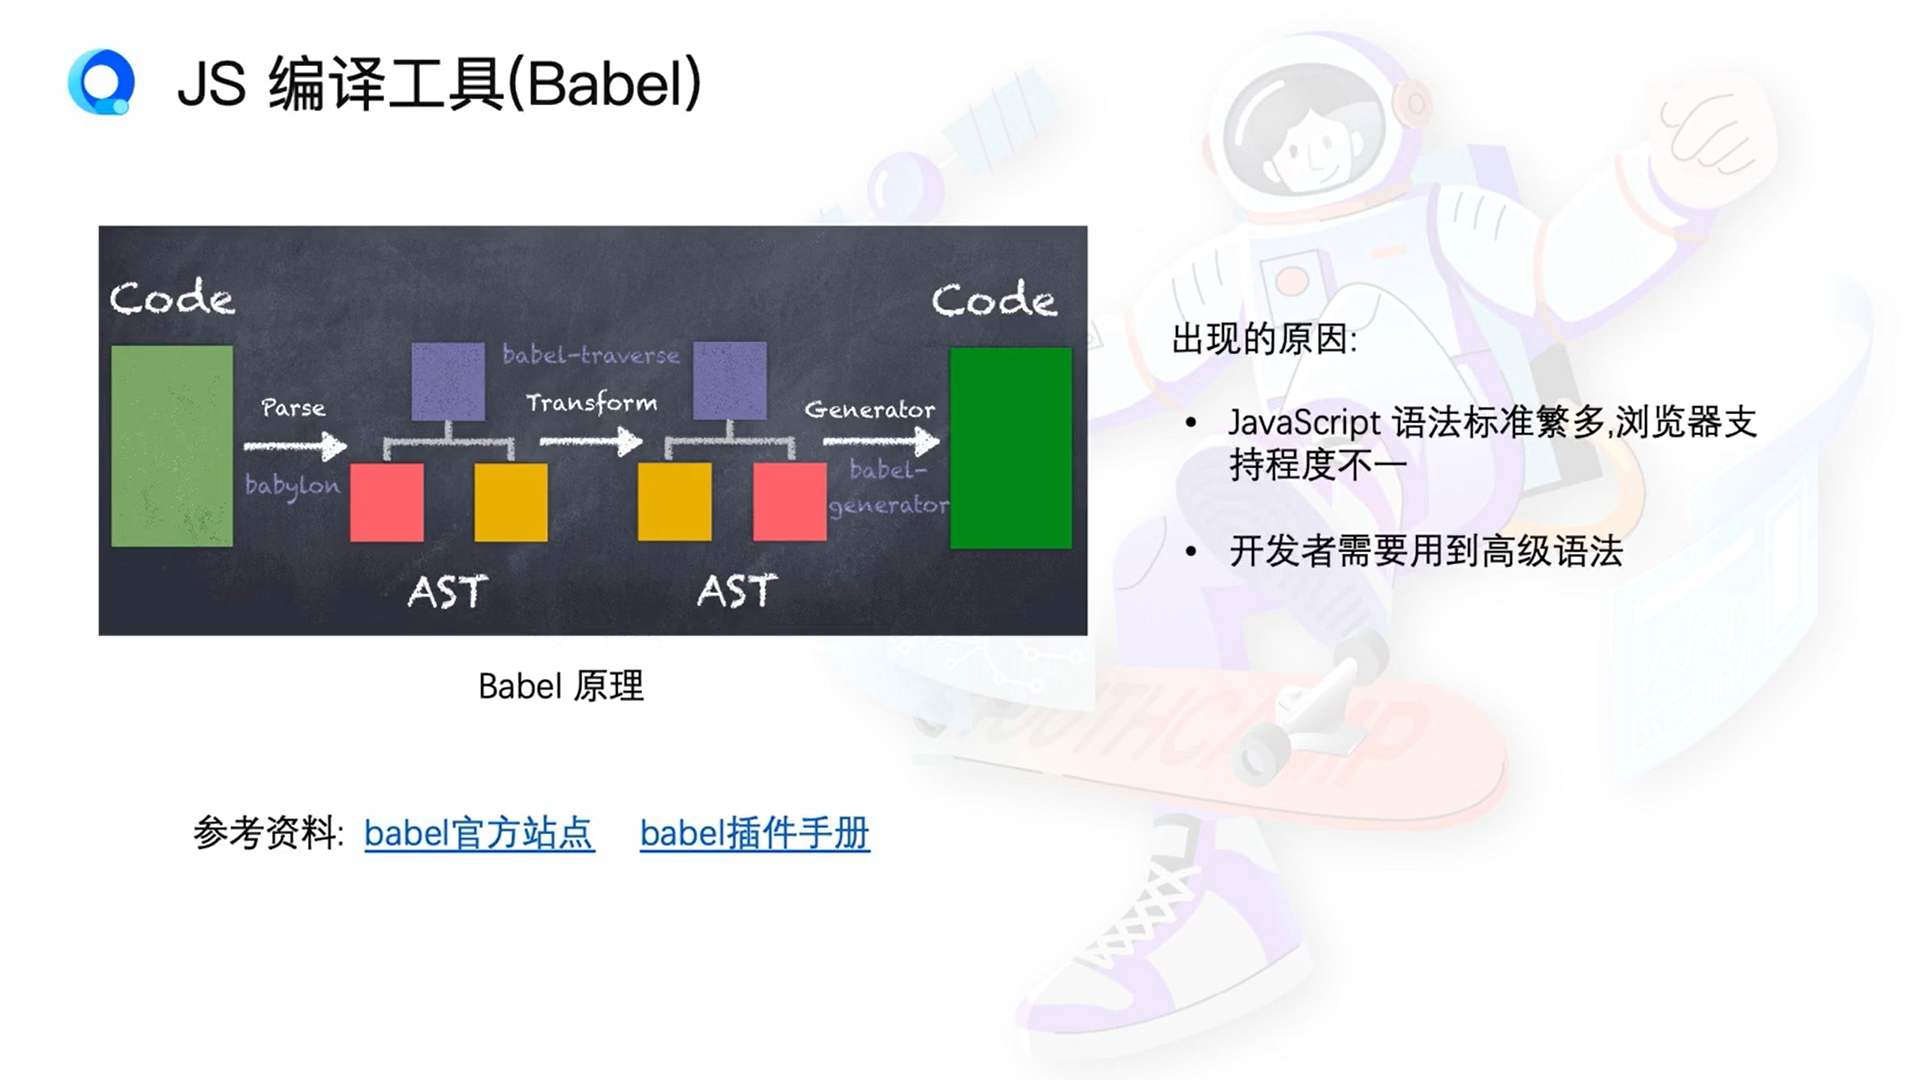 JS 编译工具(Babel)
Code
Code
babel-traverse
Parse
Transform
Generator
babylon
babel-
generator
AST
AST
Babel 原理
出现的原因:
• JavaScript 语法标准繁多,浏览器支
持程度不一
• 开发者需要用到高级语法
参考资料: babel官方站点 babel插件手册